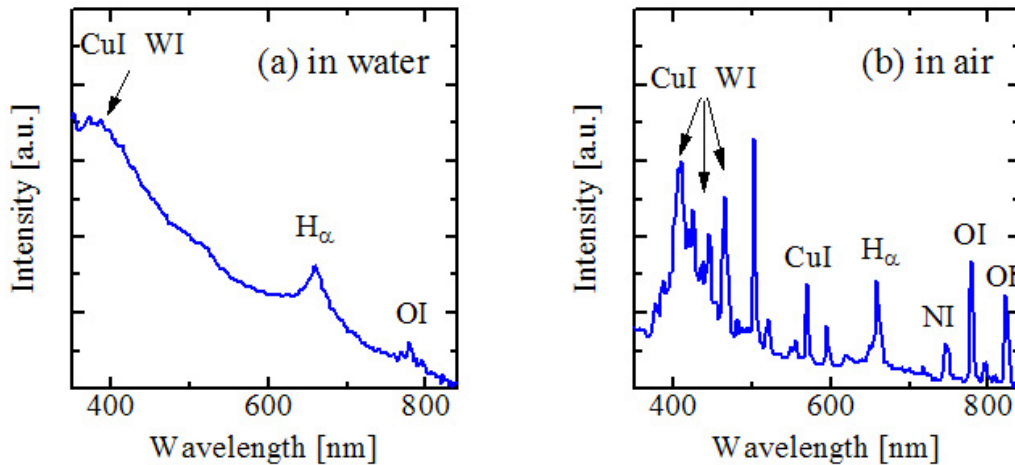 CuI WI
(a) in water
Hα
OI
Intensity [a.u.]
400 600 800
Wavelength [nm]
CuI WI
(b) in air
CuI
Hα
NI
OI
OI
Intensity [a.u.]
400 600 800
Wavelength [nm]